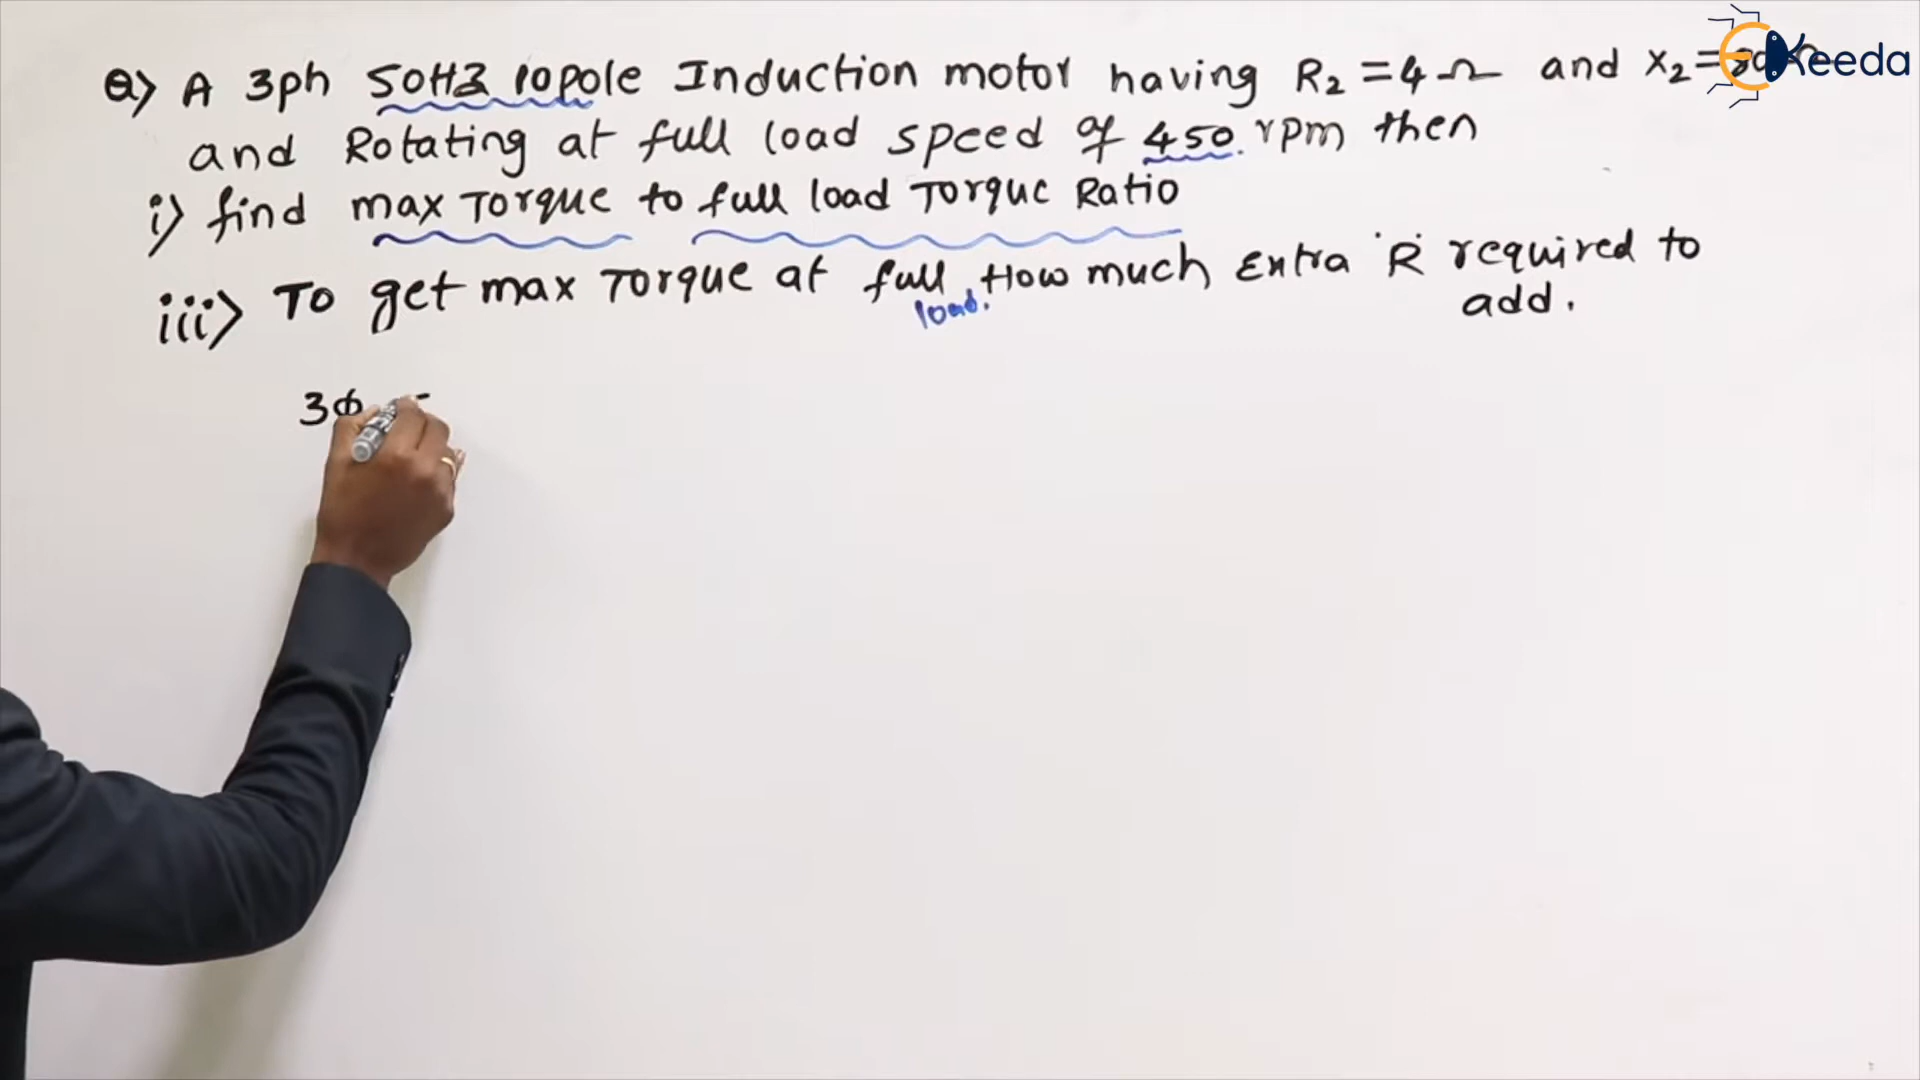 Q) A 3ph 50HZ 10pole Induction motor having R2 = 4 Ω and X2 =
and Rotating at full load speed of 450 rpm then
i) find max Torque to full load Torque Ratio
iii) To get max Torque at full load. How much Extra 'R' required to
add.
3Φ
Keeda